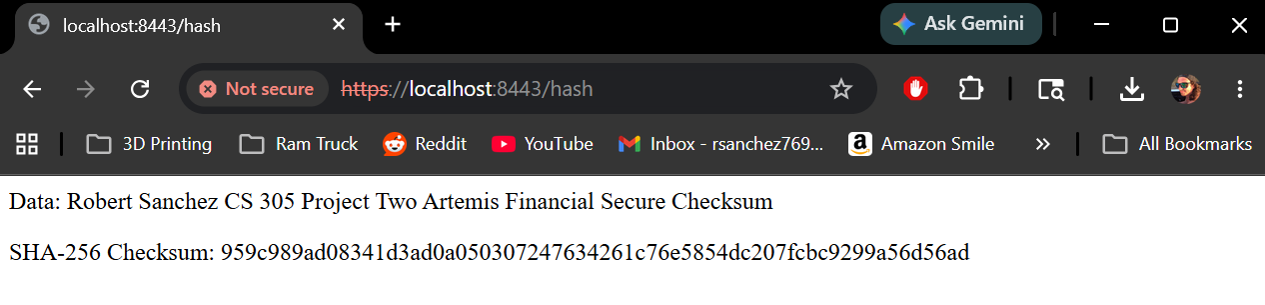 localhost:8443/hash
Ask Gemini
Not secure https://localhost:8443/hash
3D Printing Ram Truck Reddit YouTube Inbox - rsanchez769... Amazon Smile » All Bookmarks
Data: Robert Sanchez CS 305 Project Two Artemis Financial Secure Checksum
SHA-256 Checksum: 959c989ad08341d3ad0a050307247634261c76e5854dc207fcbc9299a56d56ad